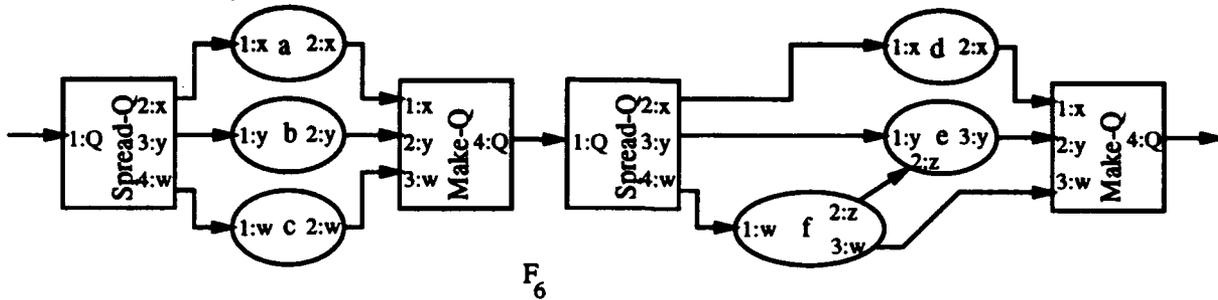 1:x a 2:x
1:x d 2:x
1:Q Spread-Q 2:x
3:y
4:w
1:y b 2:y
1:x
2:y
3:w
Make-Q 4:Q
1:Q Spread-Q 2:x
3:y
4:w
1:y e 3:y
2:z
1:x
2:y
3:w
Make-Q 4:Q
1:w c 2:w
1:w f 2:z
3:w
F6